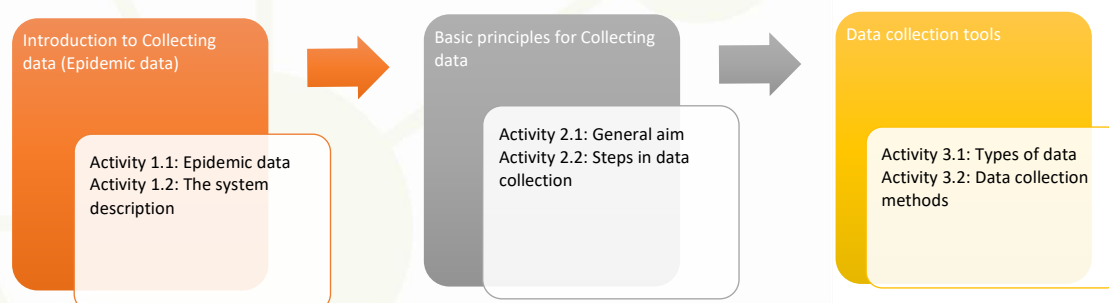 Introduction to Collecting
data (Epidemic data)
Activity 1.1: Epidemic data
Activity 1.2: The system
description
Basic principles for Collecting
data
Activity 2.1: General aim
Activity 2.2: Steps in data
collection
Data collection tools
Activity 3.1: Types of data
Activity 3.2: Data collection
methods